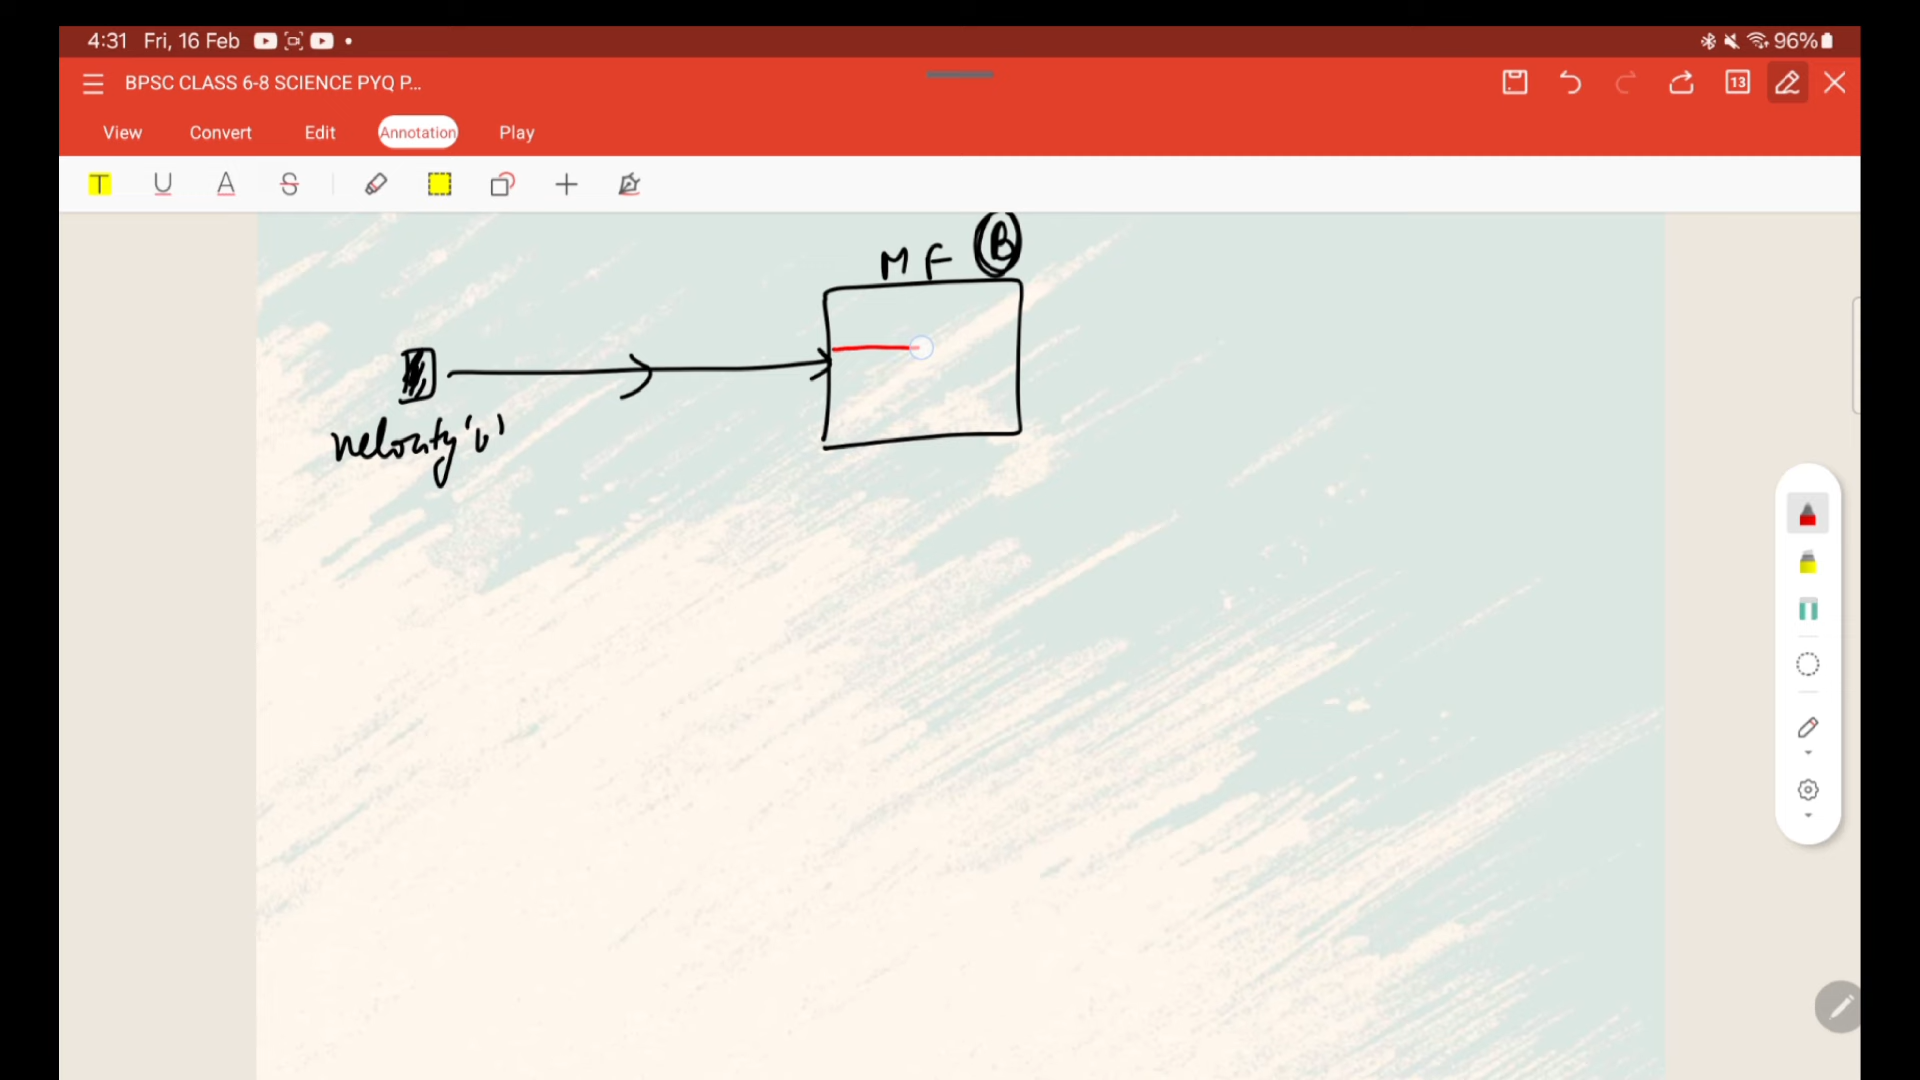 4:31 Fri, 16 Feb 96%
BPSC CLASS 6-8 SCIENCE PYQ P... 13
View Convert Edit Annotation Play
T U A S
M F B
velocity 'v'